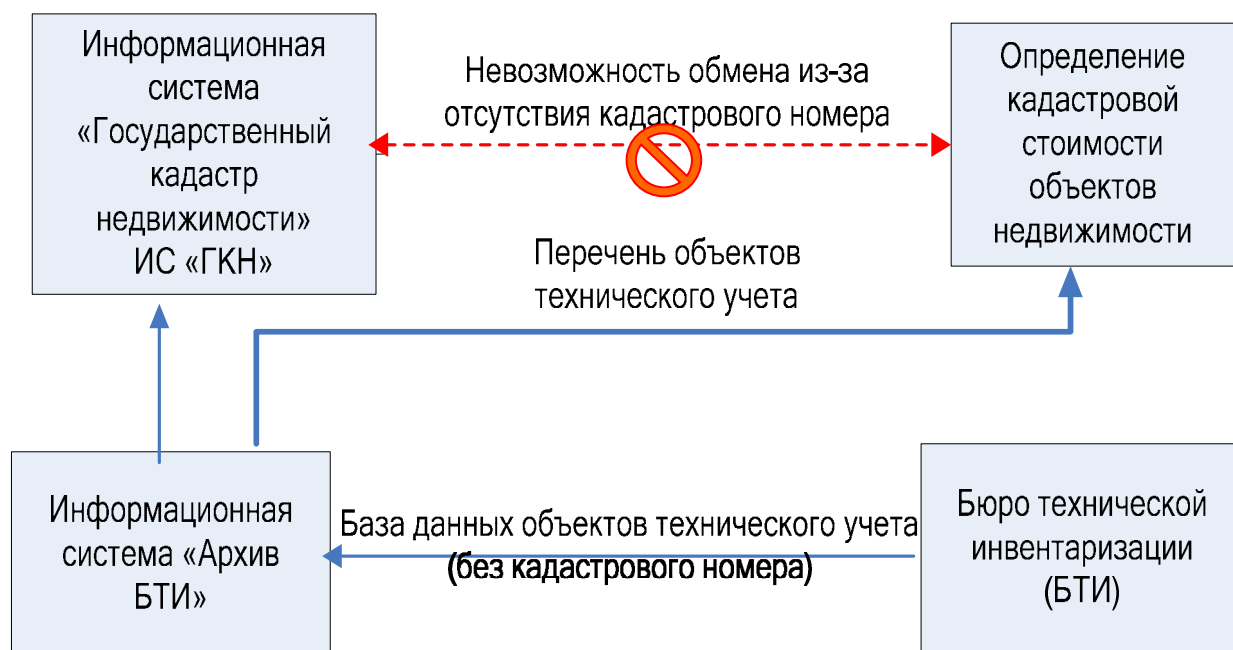 Информационная
система
«Государственный
кадастр
недвижимости»
ИС «ГКН»
Невозможность обмена из-за
отсутствия кадастрового номера
Определение
кадастровой
стоимости
объектов
недвижимости
Перечень объектов
технического учета
Информационная
система «Архив
БТИ»
База данных объектов технического учета
(без кадастрового номера)
Бюро технической
инвентаризации
(БТИ)